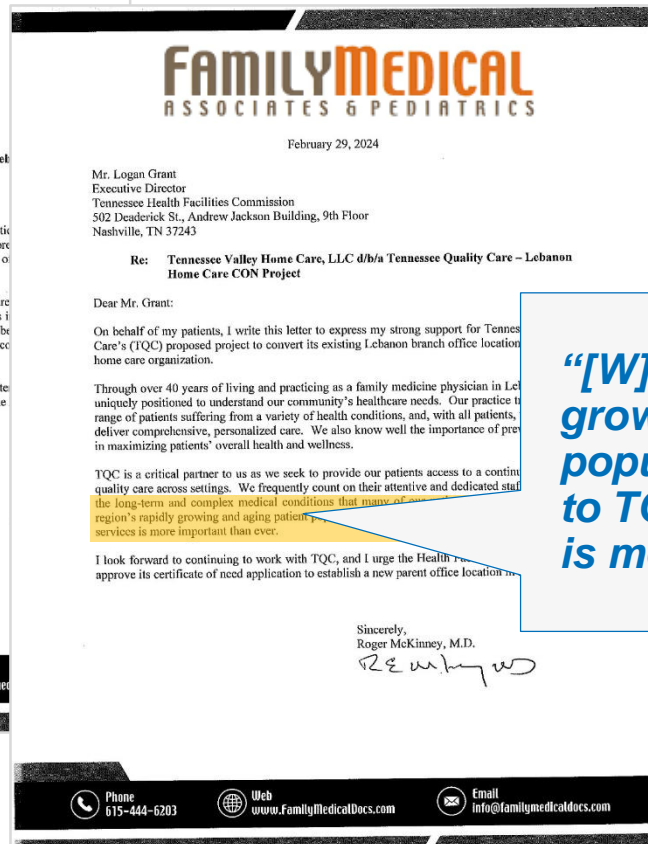 FAMILYMEDICAL
ASSOCIATES & PEDIATRICS
February 29, 2024
Mr. Logan Grant
Executive Director
Tennessee Health Facilities Commission
502 Deaderick St., Andrew Jackson Building, 9th Floor
Nashville, TN 37243
Re: Tennessee Valley Home Care, LLC d/b/a Tennessee Quality Care – Lebanon
Home Care CON Project
Dear Mr. Grant:
On behalf of my patients, I write this letter to express my strong support for Tennes
Care's (TQC) proposed project to convert its existing Lebanon branch office location
home care organization.
Through over 40 years of living and practicing as a family medicine physician in Le
uniquely positioned to understand our community's healthcare needs. Our practice tr
range of patients suffering from a variety of health conditions, and, with all patients,
deliver comprehensive, personalized care. We also know well the importance of pre
in maximizing patients' overall health and wellness.
TQC is a critical partner to us as we seek to provide our patients access to a continu
quality care across settings. We frequently count on their attentive and dedicated staf
the long-term and complex medical conditions that many of our
region's rapidly growing and aging patient
services is more important than ever.
I look forward to continuing to work with TQC, and I urge the Health
approve its certificate of need application to establish a new parent office location
Sincerely,
Roger McKinney, M.D.
“[W]
grow
popu
to TQ
is m
Phone
615-444-6203
Web
www.FamilyMedicalDocs.com
Email
info@familymedicaldocs.com